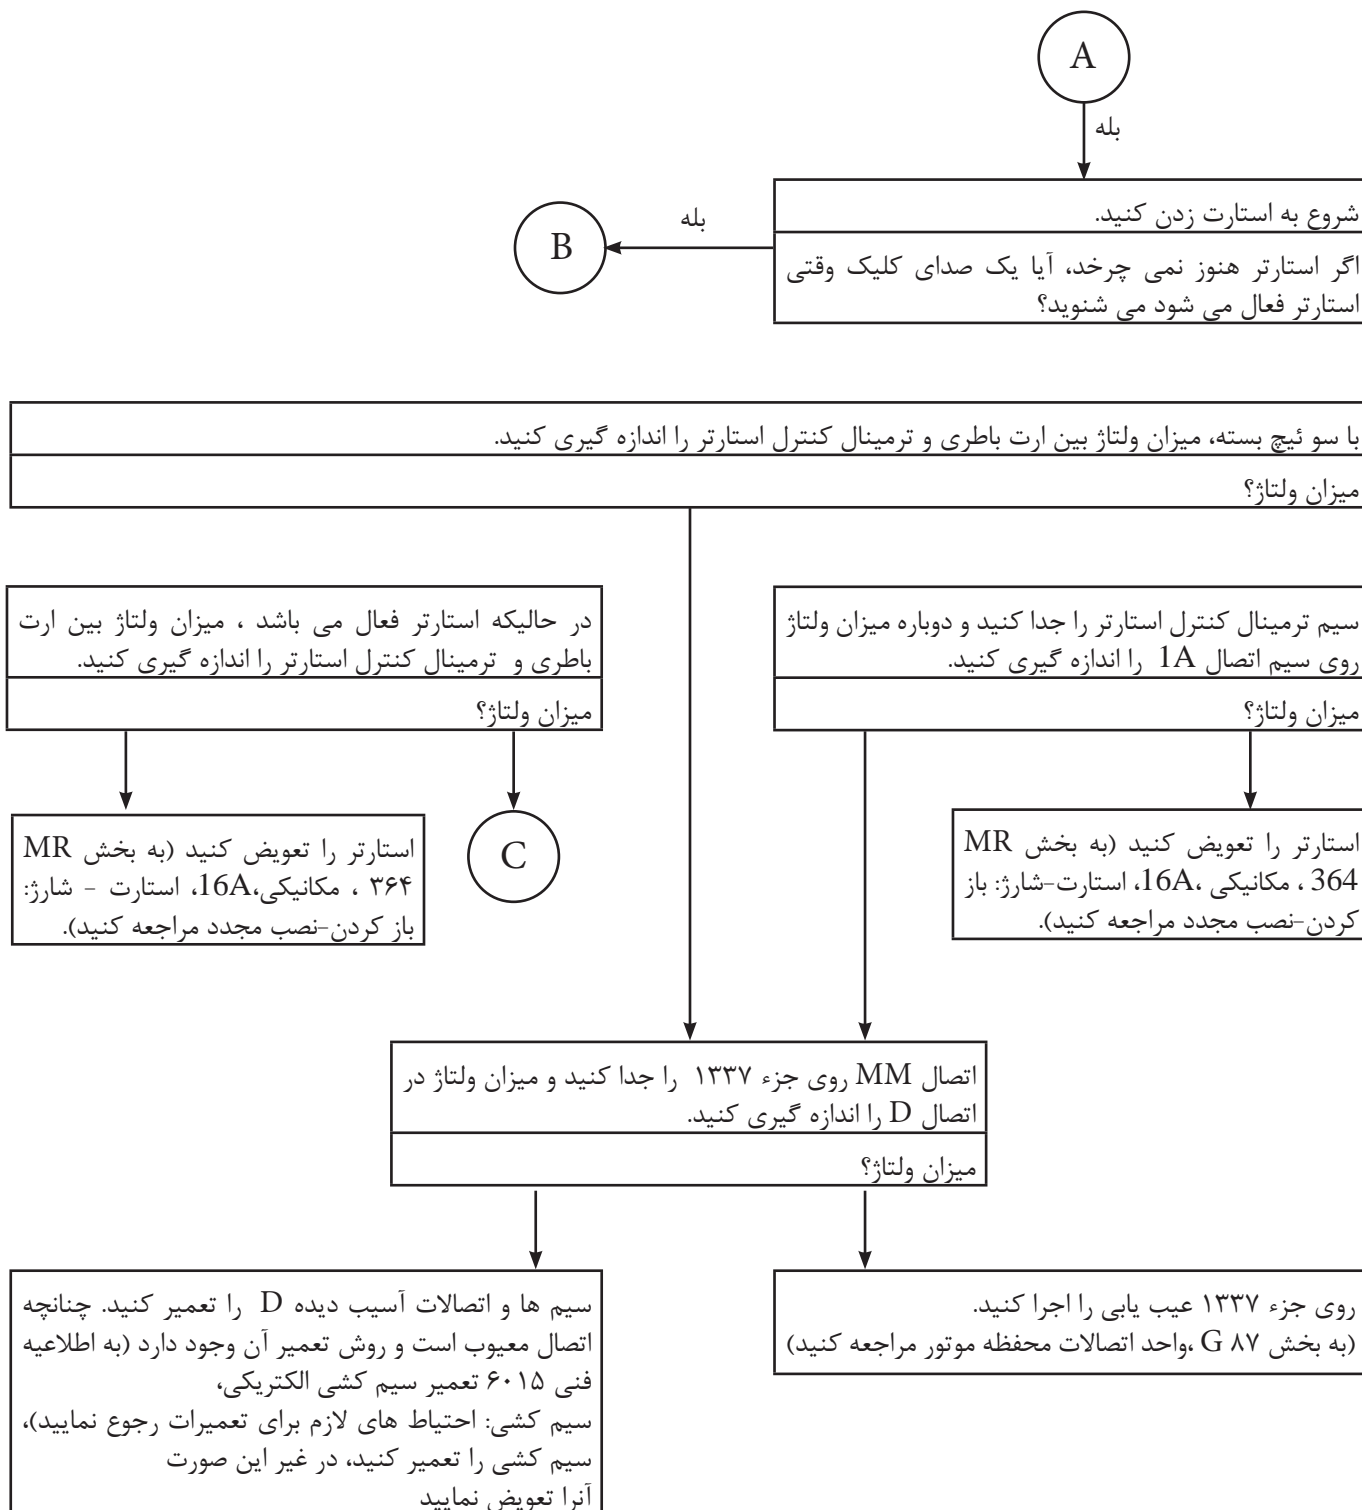 A
بله
شروع به استارت زدن کنید.
بله
B
اگر استارتر هنوز نمی چرخد، آیا یک صدای کلیک وقتی
استارتر فعال می شود می شنوید؟
با سو ئیچ بسته، میزان ولتاژ بین ارت باطری و ترمینال کنترل استارتر را اندازه گیری کنید.
میزان ولتاژ؟
سیم ترمینال کنترل استارتر را جدا کنید و دوباره میزان ولتاژ
روی سیم اتصال 1A را اندازه گیری کنید.
میزان ولتاژ؟
در حالیکه استارتر فعال می باشد ، میزان ولتاژ بین ارت
باطری و ترمینال کنترل استارتر را اندازه گیری کنید.
میزان ولتاژ؟
استارتر را تعویض کنید (به بخش MR
364 ، مکانیکی ،16A، استارت-شارژ: باز
کردن-نصب مجدد مراجعه کنید).
C
استارتر را تعویض کنید (به بخش MR
۳۶۴ ، مکانیکی،16A، استارت - شارژ:
باز کردن-نصب مجدد مراجعه کنید).
اتصال MM روی جزء ۱۳۳۷ را جدا کنید و میزان ولتاژ در
اتصال D را اندازه گیری کنید.
میزان ولتاژ؟
روی جزء ۱۳۳۷ عیب یابی را اجرا کنید.
(به بخش G ۸۷ ،واحد اتصالات محفظه موتور مراجعه کنید)
سیم ها و اتصالات آسیب دیده D را تعمیر کنید. چنانچه
اتصال معیوب است و روش تعمیر آن وجود دارد (به اطلاعیه
فنی ۶۰۱۵ تعمیر سیم کشی الکتریکی،
سیم کشی: احتیاط های لازم برای تعمیرات رجوع نمایید)،
سیم کشی را تعمیر کنید، در غیر این صورت
آنرا تعویض نمایید